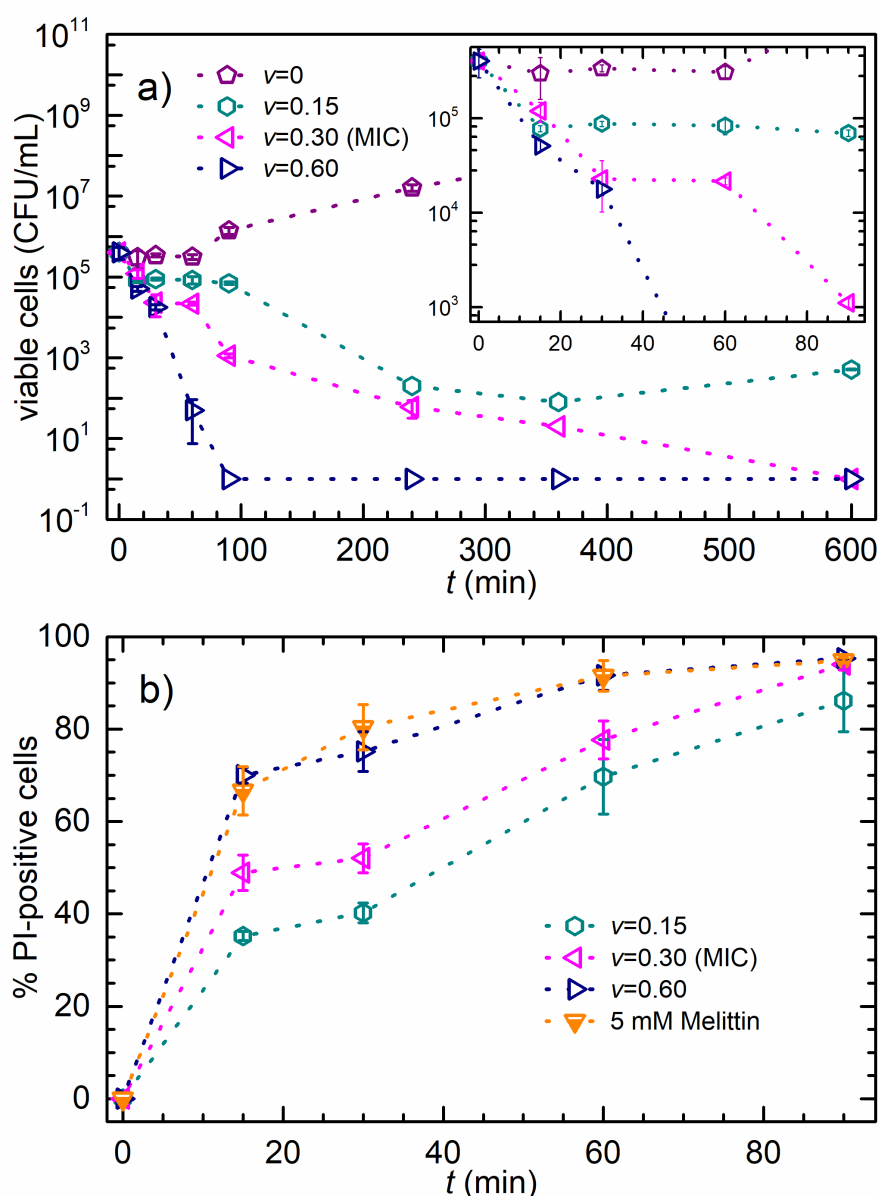 a)
v=0
v=0.15
v=0.30 (MIC)
v=0.60
10^11
10^9
10^7
10^5
10^3
10^1
10^-1
viable cells (CFU/mL)
0 100 200 300 400 500 600
t (min)
10^5
10^4
10^3
0 20 40 60 80
b)
100
80
60
40
20
0
% PI-positive cells
v=0.15
v=0.30 (MIC)
v=0.60
5 mM Melittin
0 20 40 60 80
t (min)